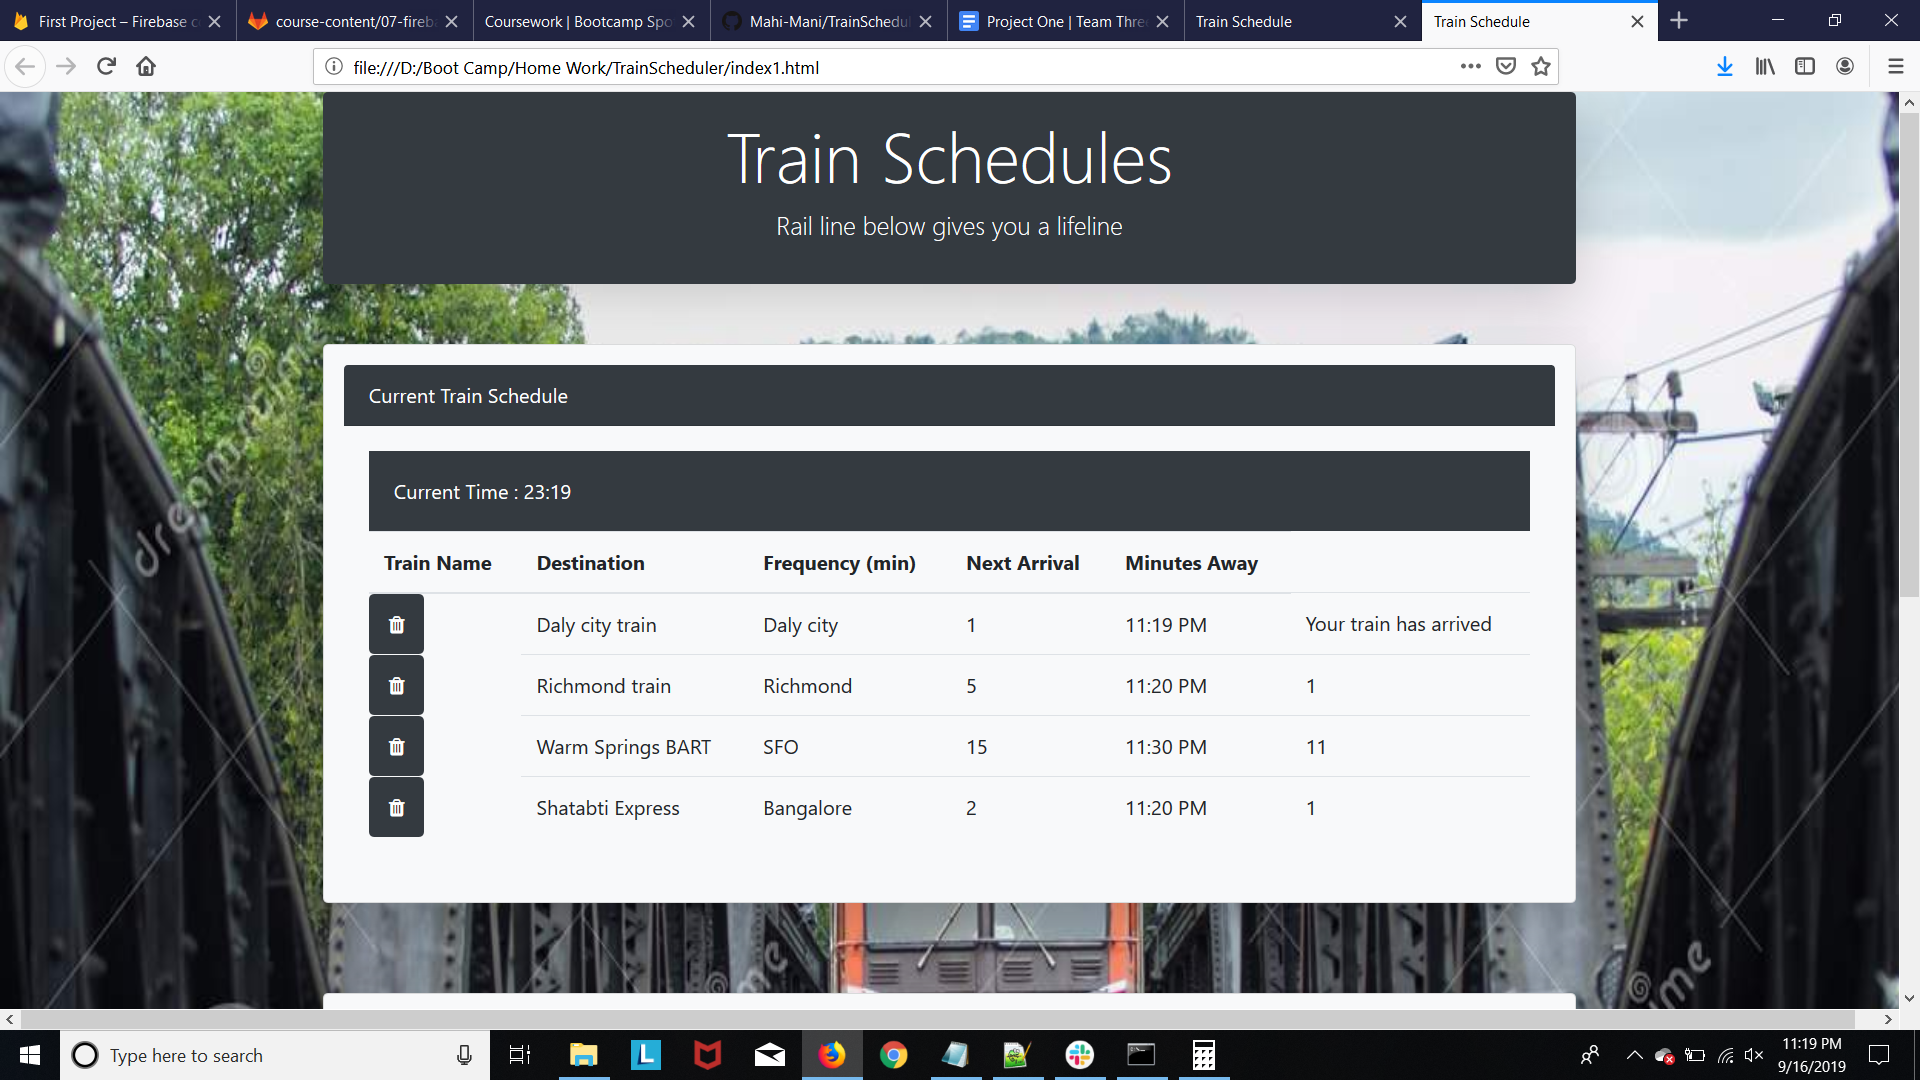 First Project – Firebase c
course-content/07-fireba
Coursework | Bootcamp Spo
Mahi-Mani/TrainSchedul
Project One | Team Thre
Train Schedule
Train Schedule
file:///D:/Boot Camp/Home Work/TrainScheduler/index1.html
Train Schedules
Rail line below gives you a lifeline
Current Train Schedule
Current Time : 23:19
Train Name Destination Frequency (min) Next Arrival Minutes Away
Daly city train Daly city 1 11:19 PM Your train has arrived
Richmond train Richmond 5 11:20 PM 1
Warm Springs BART SFO 15 11:30 PM 11
Shatabti Express Bangalore 2 11:20 PM 1
dreamstime
Type here to search
L
11:19 PM
9/16/2019